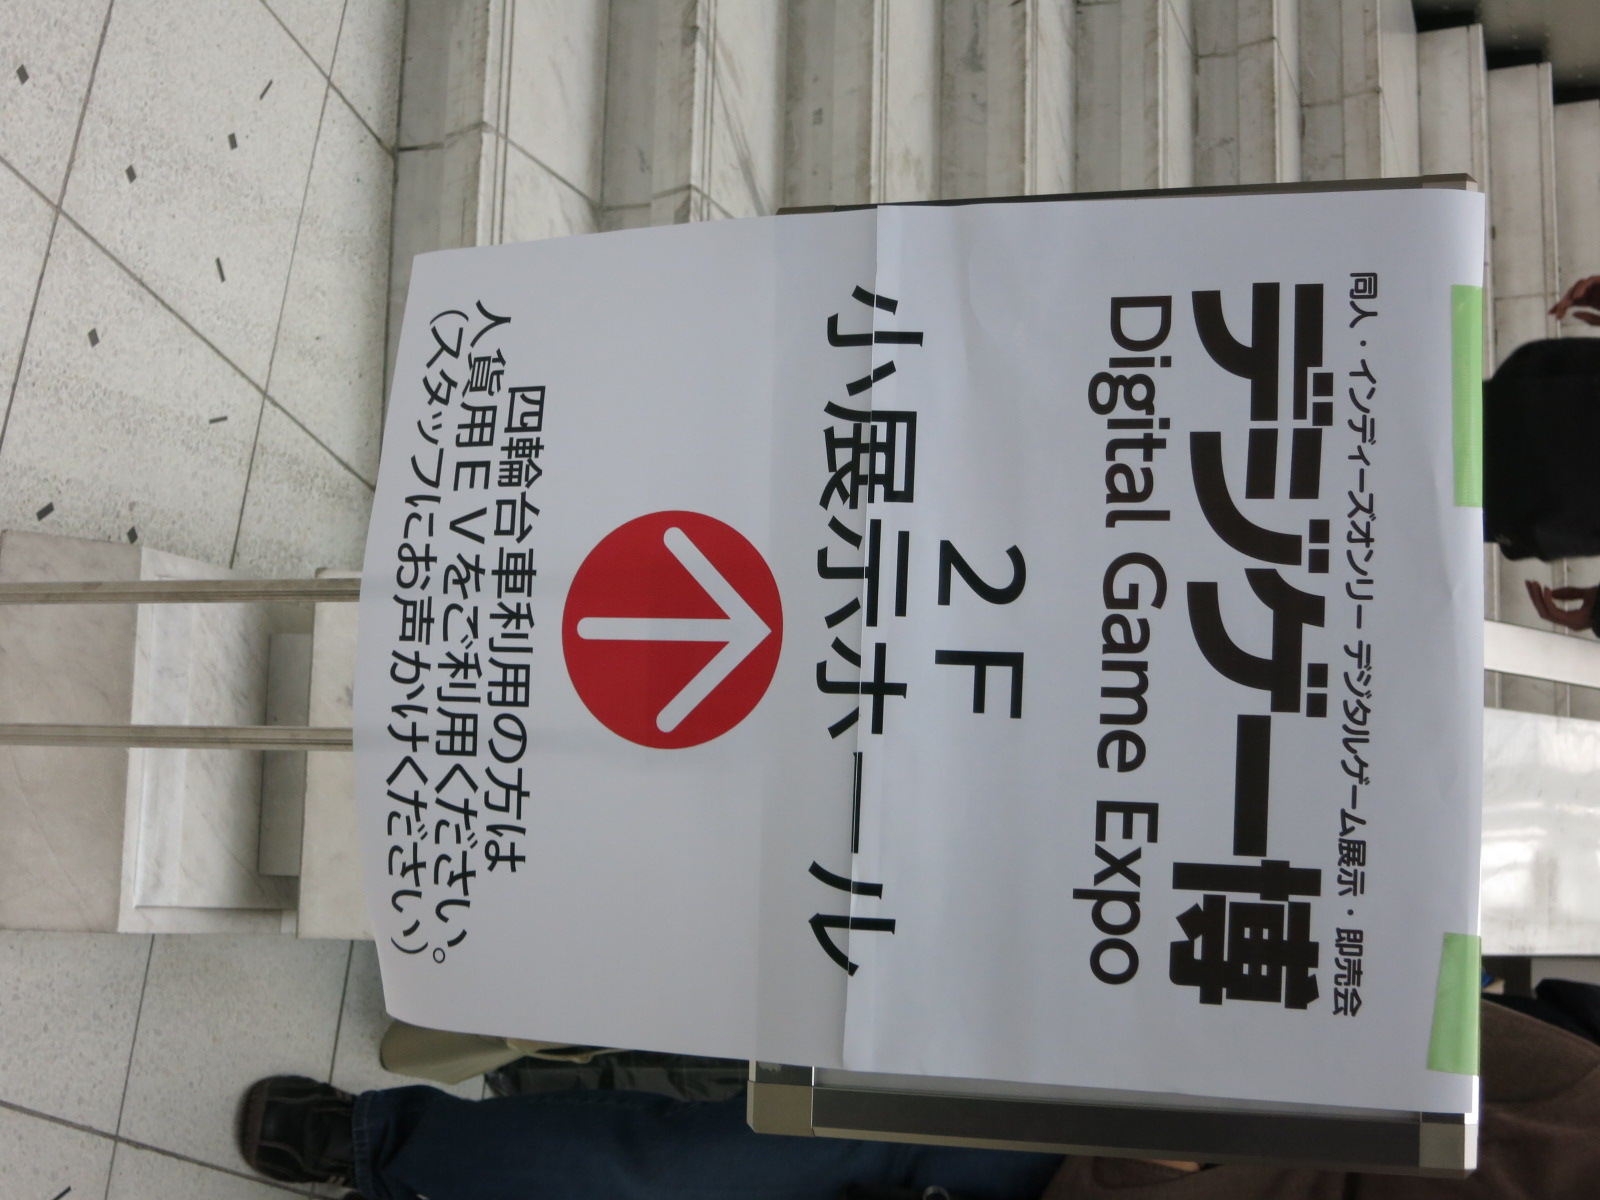 同人・インディーズオンリー デジタルゲーム展示・即売会
デジゲー博
Digital Game Expo
2F
小展示ホール
四輪台車利用の方は
人貨用EVをご利用ください。
(スタッフにお声かけください)